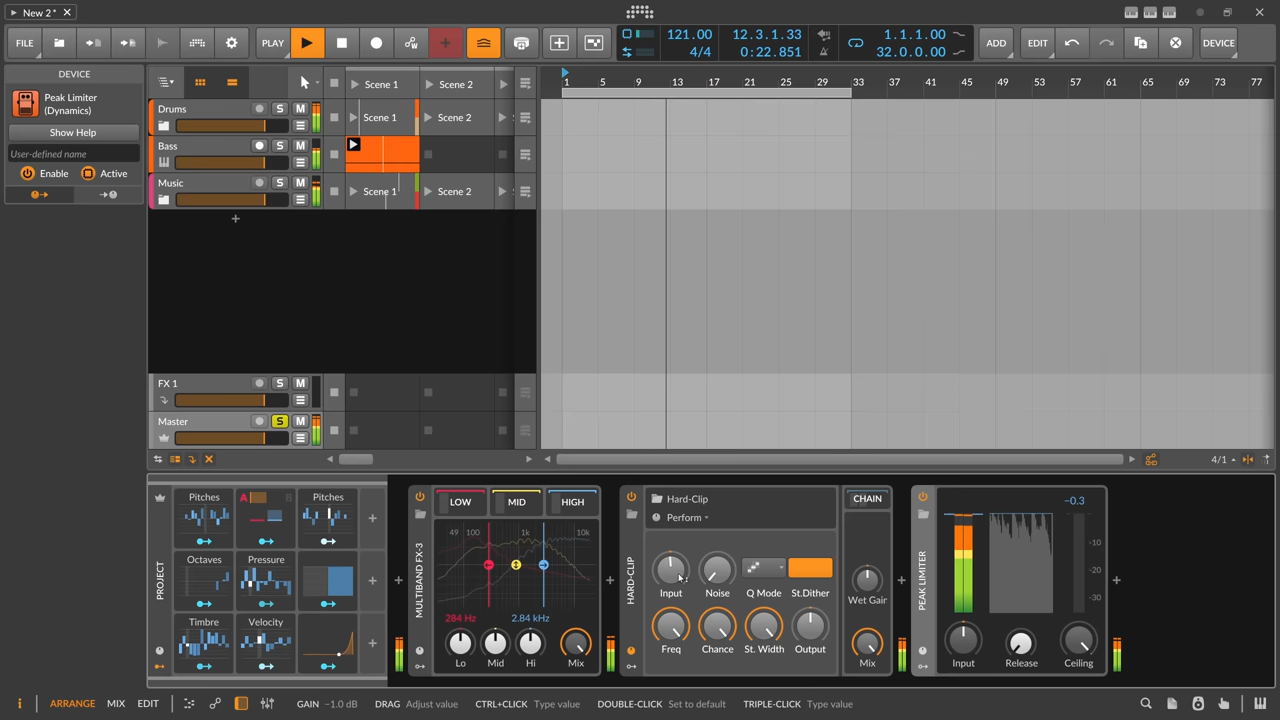 New 2*
FILE
PLAY
121.00
4/4
12.3.1.33
0:22.851
1.1.1.00
32.0.0.00
ADD
EDIT
DEVICE
DEVICE
Peak Limiter
(Dynamics)
Show Help
User-defined name
Enable
Active
Scene 1
Scene 2
1 5 9 13 17 21 25 29 33 37 41 45 49 53 57 61 65 69 73 77
Drums
S
M
Scene 1
Scene 2
Bass
S
M
Music
S
M
Scene 1
Scene 2
+
FX 1
S
M
Master
S
M
4/1
PROJECT
Pitches
A
B
Pitches
Octaves
Pressure
Timbre
Velocity
MULTIBAND FX-3
LOW
MID
HIGH
49 100 1k 10k
284 Hz
2.84 kHz
Lo
Mid
Hi
Mix
HARD-CLIP
Hard-Clip
Perform
Input
Noise
Q Mode
St.Dither
Freq
Chance
St. Width
Output
CHAIN
Wet Gain
Mix
PEAK LIMITER
-0.3
-10
-20
-30
Input
Release
Ceiling
i
ARRANGE
MIX
EDIT
GAIN −1.0 dB
DRAG Adjust value
CTRL+CLICK Type value
DOUBLE-CLICK Set to default
TRIPLE-CLICK Type value